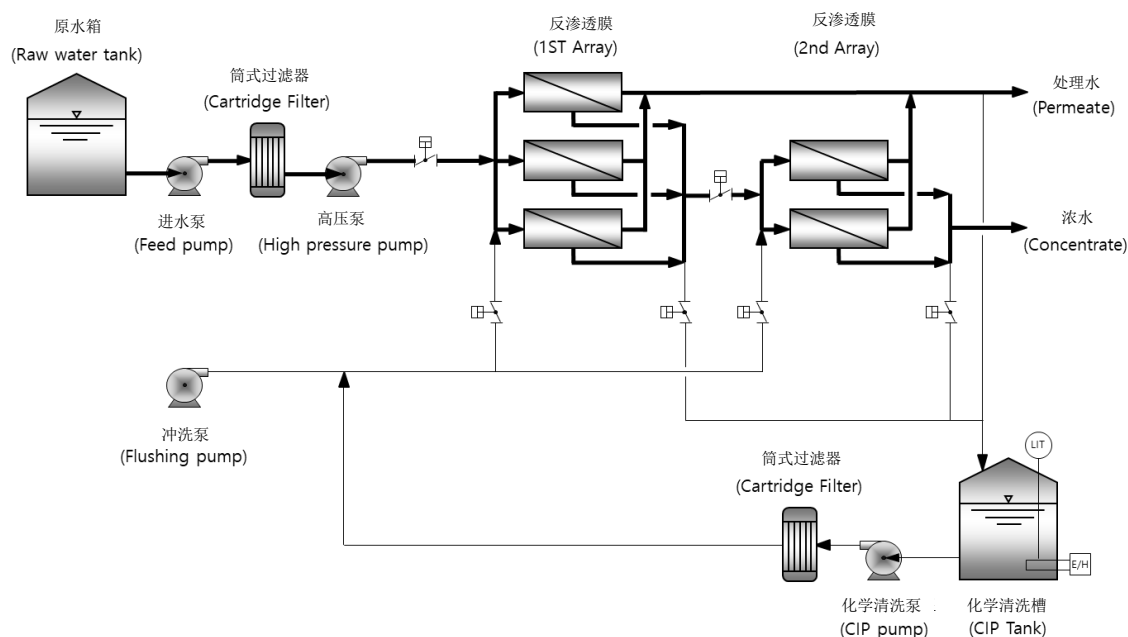 原水箱
(Raw water tank)
筒式过滤器
(Cartridge Filter)
反渗透膜
(1ST Array)
反渗透膜
(2nd Array)
处理水
(Permeate)
进水泵
(Feed pump)
高压泵
(High pressure pump)
浓水
(Concentrate)
冲洗泵
(Flushing pump)
筒式过滤器
(Cartridge Filter)
LIT
E/H
化学清洗泵 .
(CIP pump)
化学清洗槽
(CIP Tank)